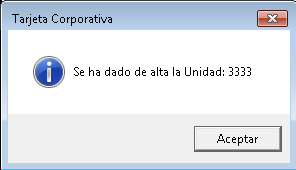 Tarjeta Corporativa
Se ha dado de alta la Unidad: 3333
Aceptar